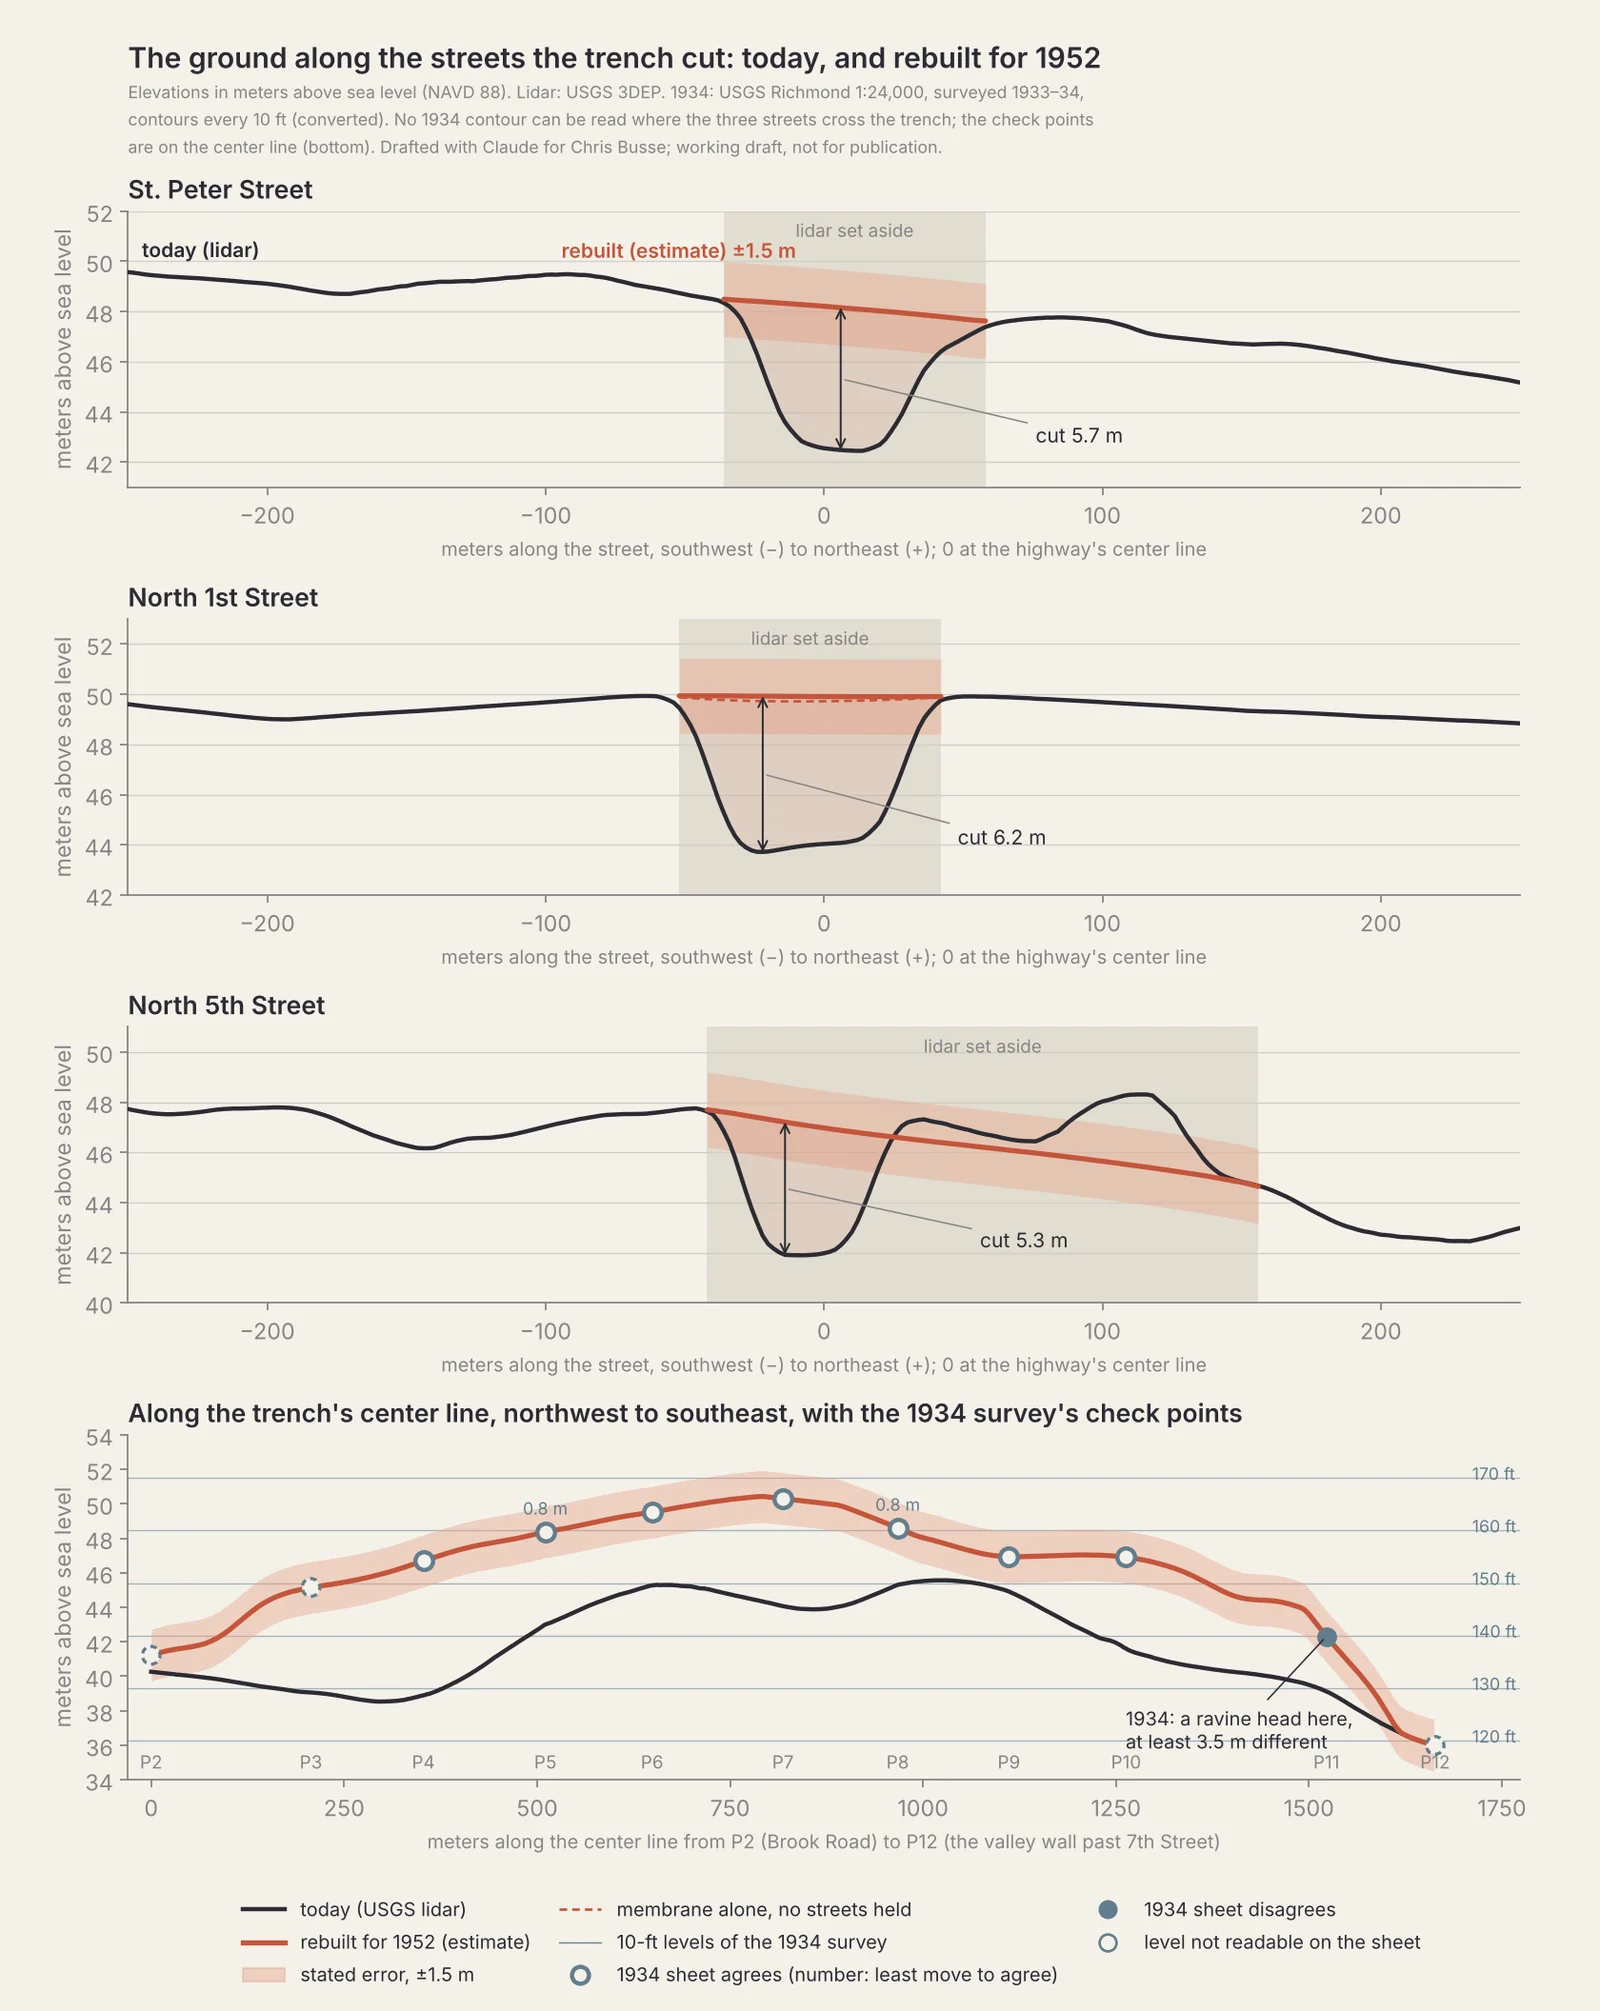 The ground along the streets the trench cut: today, and rebuilt for 1952
Elevations in meters above sea level (NAVD 88). Lidar: USGS 3DEP. 1934: USGS Richmond 1:24,000, surveyed 1933–34,
contours every 10 ft (converted). No 1934 contour can be read where the three streets cross the trench; the check points
are on the center line (bottom). Drafted with Claude for Chris Busse; working draft, not for publication.
St. Peter Street
52
50
48
46
44
42
meters above sea level
today (lidar)
rebuilt (estimate) ±1.5 m
lidar set aside
cut 5.7 m
−200
−100
0
100
200
meters along the street, southwest (−) to northeast (+); 0 at the highway's center line
North 1st Street
52
50
48
46
44
42
meters above sea level
lidar set aside
cut 6.2 m
−200
−100
0
100
200
meters along the street, southwest (−) to northeast (+); 0 at the highway's center line
North 5th Street
50
48
46
44
42
40
meters above sea level
lidar set aside
cut 5.3 m
−200
−100
0
100
200
meters along the street, southwest (−) to northeast (+); 0 at the highway's center line
Along the trench's center line, northwest to southeast, with the 1934 survey's check points
54
52
50
48
46
44
42
40
38
36
34
meters above sea level
170 ft
160 ft
150 ft
140 ft
130 ft
120 ft
0.8 m
0.8 m
1934: a ravine head here,
at least 3.5 m different
P2
P3
P4
P5
P6
P7
P8
P9
P10
P11
P12
0
250
500
750
1000
1250
1500
1750
meters along the center line from P2 (Brook Road) to P12 (the valley wall past 7th Street)
today (USGS lidar)
rebuilt for 1952 (estimate)
stated error, ±1.5 m
membrane alone, no streets held
10-ft levels of the 1934 survey
1934 sheet agrees (number: least move to agree)
1934 sheet disagrees
level not readable on the sheet